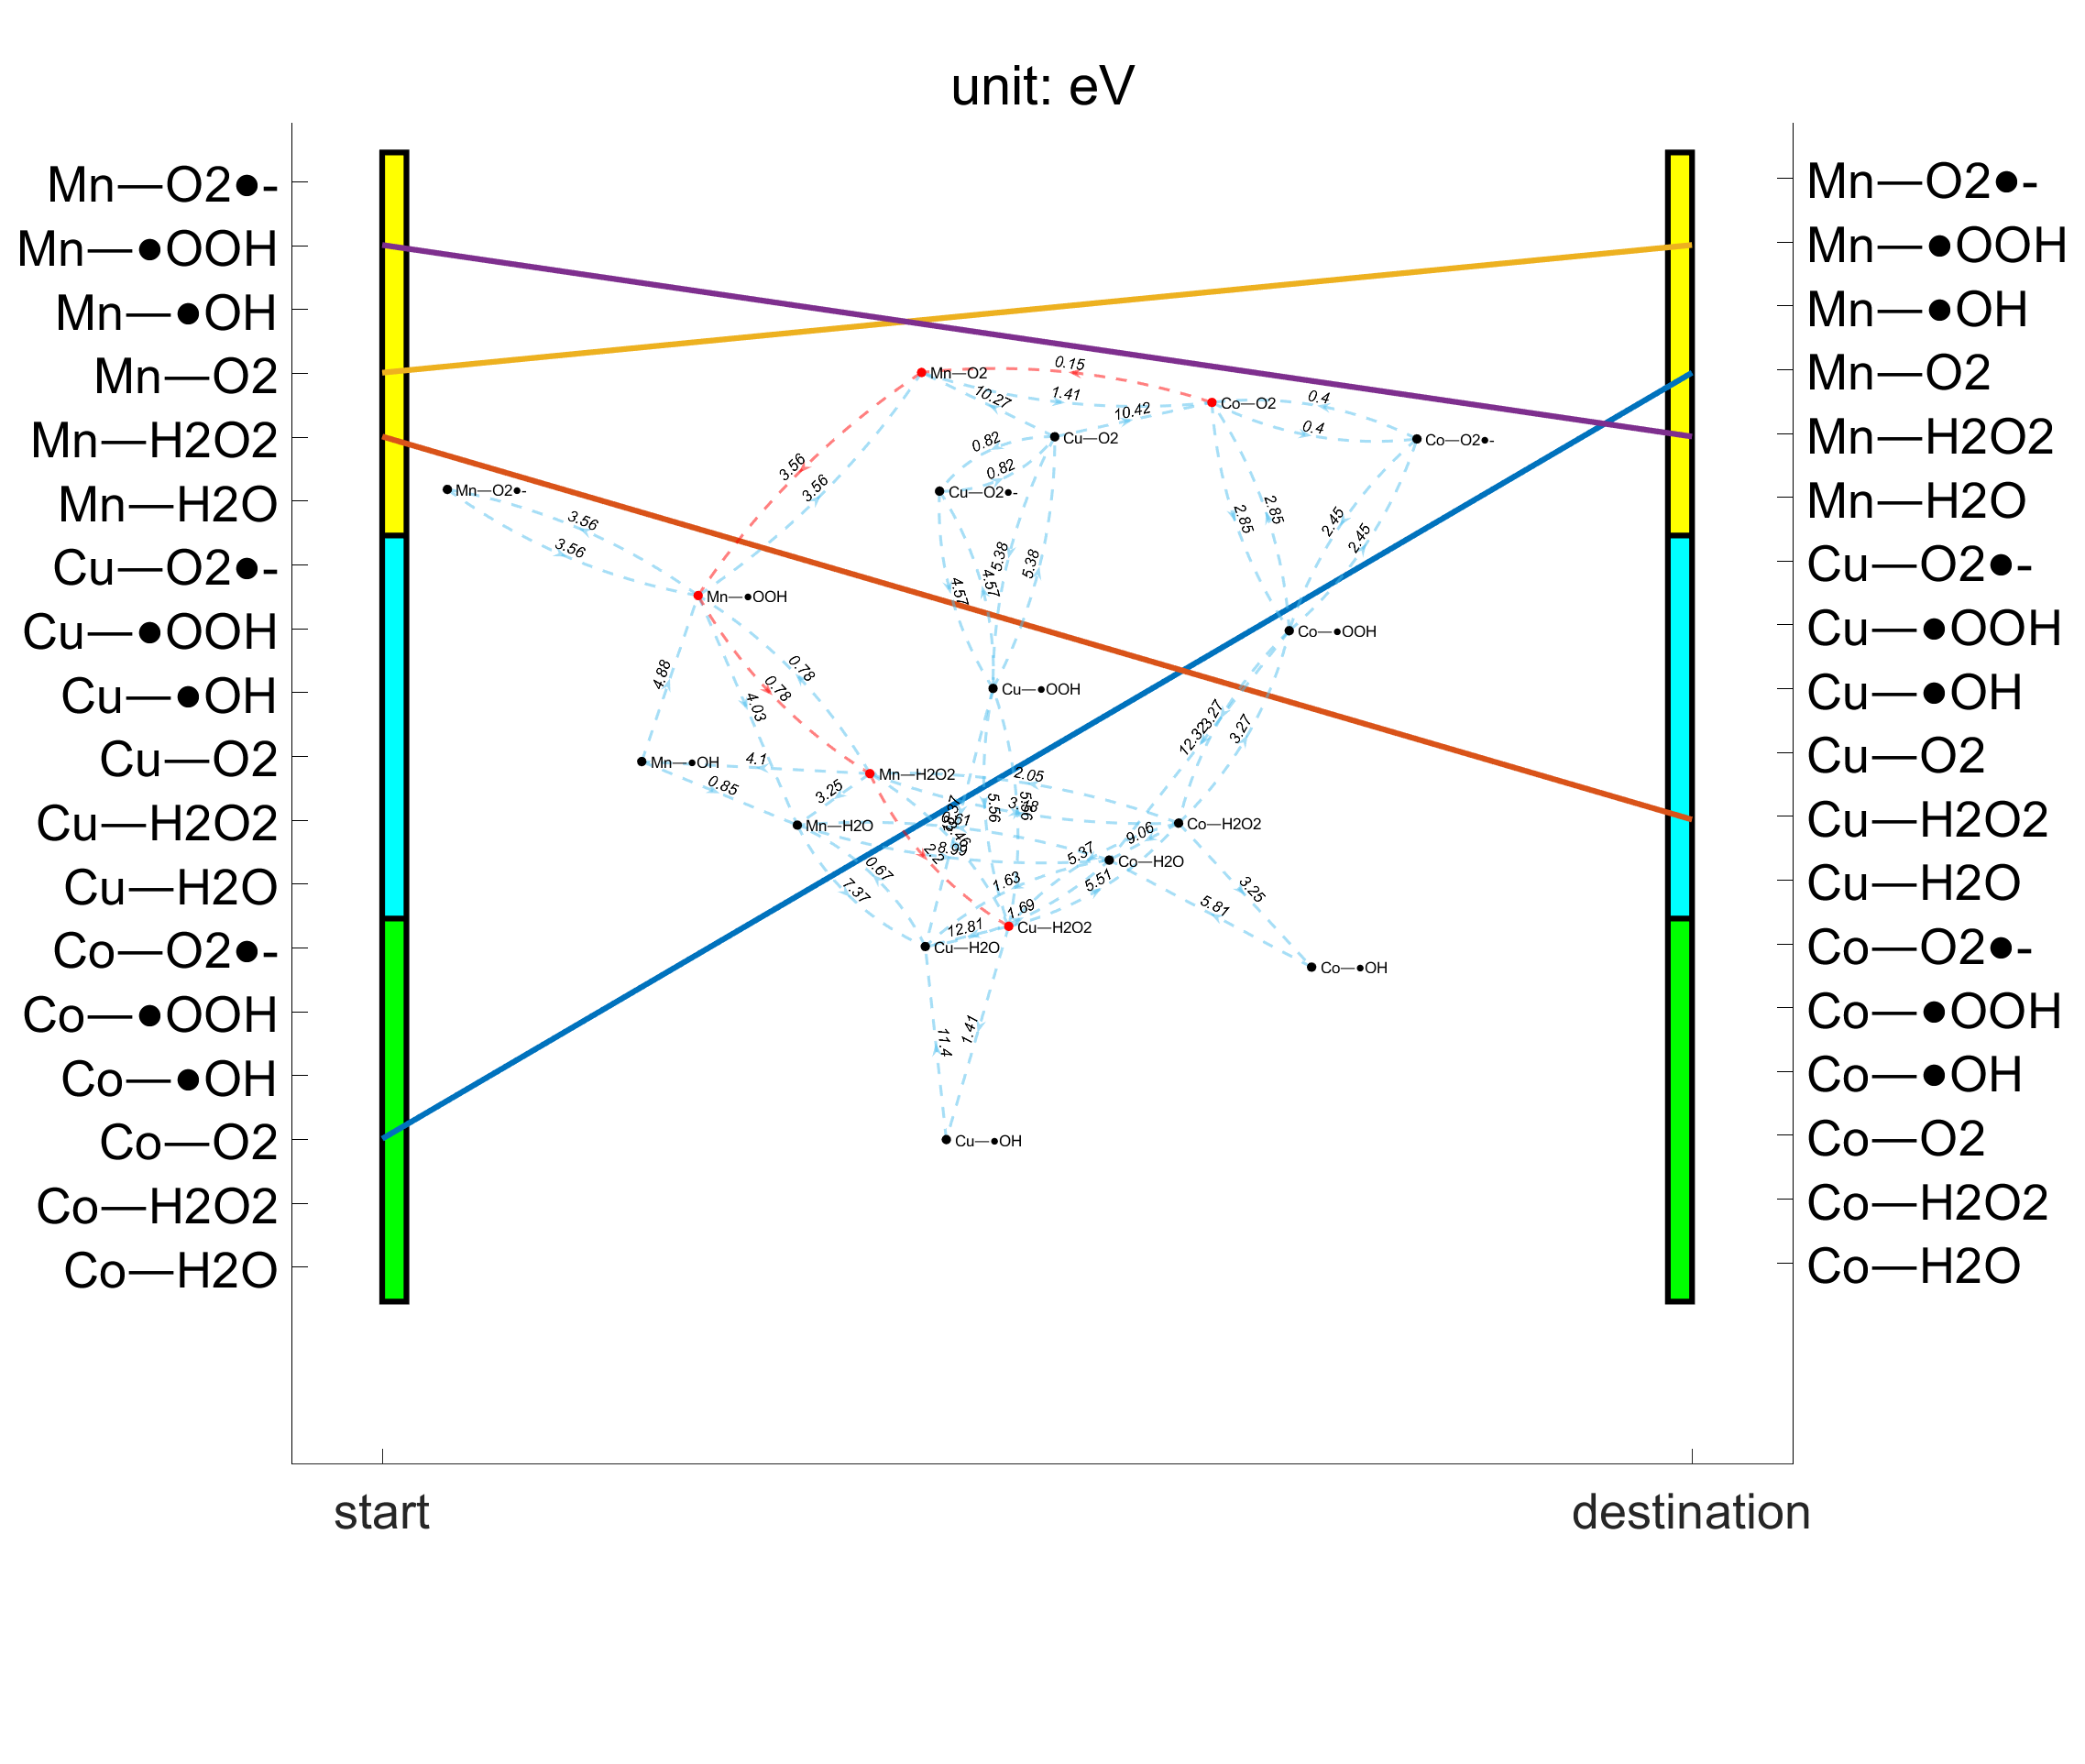 unit: eV
Mn—O2●-
Mn—●OOH
Mn—●OH
Mn—O2
Mn—H2O2
Mn—H2O
Cu—O2●-
Cu—●OOH
Cu—●OH
Cu—O2
Cu—H2O2
Cu—H2O
Co—O2●-
Co—●OOH
Co—●OH
Co—O2
Co—H2O2
Co—H2O
Mn—O2●-
Mn—●OOH
Mn—●OH
Mn—O2
Mn—H2O2
Mn—H2O
Cu—O2●-
Cu—●OOH
Cu—●OH
Cu—O2
Cu—H2O2
Cu—H2O
Co—O2●-
Co—●OOH
Co—●OH
Co—O2
Co—H2O2
Co—H2O
0.15
Mn—O2
10.27
1.41
10.42
Co—O2
0.4
0.4
Cu—O2
Co—O2●-
0.82
0.82
3.56
3.56
Mn—O2●-
Cu—O2●-
3.56
3.56
2.85
2.85
2.45
2.45
5.38
5.38
4.57
4.57
Mn—●OOH
Co—●OOH
4.88
0.78
0.78
4.03
Cu—●OOH
12.32
3.27
3.27
Mn—●OH
4.1
0.85
Mn—H2O2
2.05
3.25
5.56
Mn—H2O
Co—H2O2
9.06
8.99
2.2
5.37
Co—H2O
0.67
7.37
1.63
5.51
3.25
1.69
5.81
12.81
Cu—H2O2
Cu—H2O
Co—●OH
11.4
1.41
Cu—●OH
start
destination